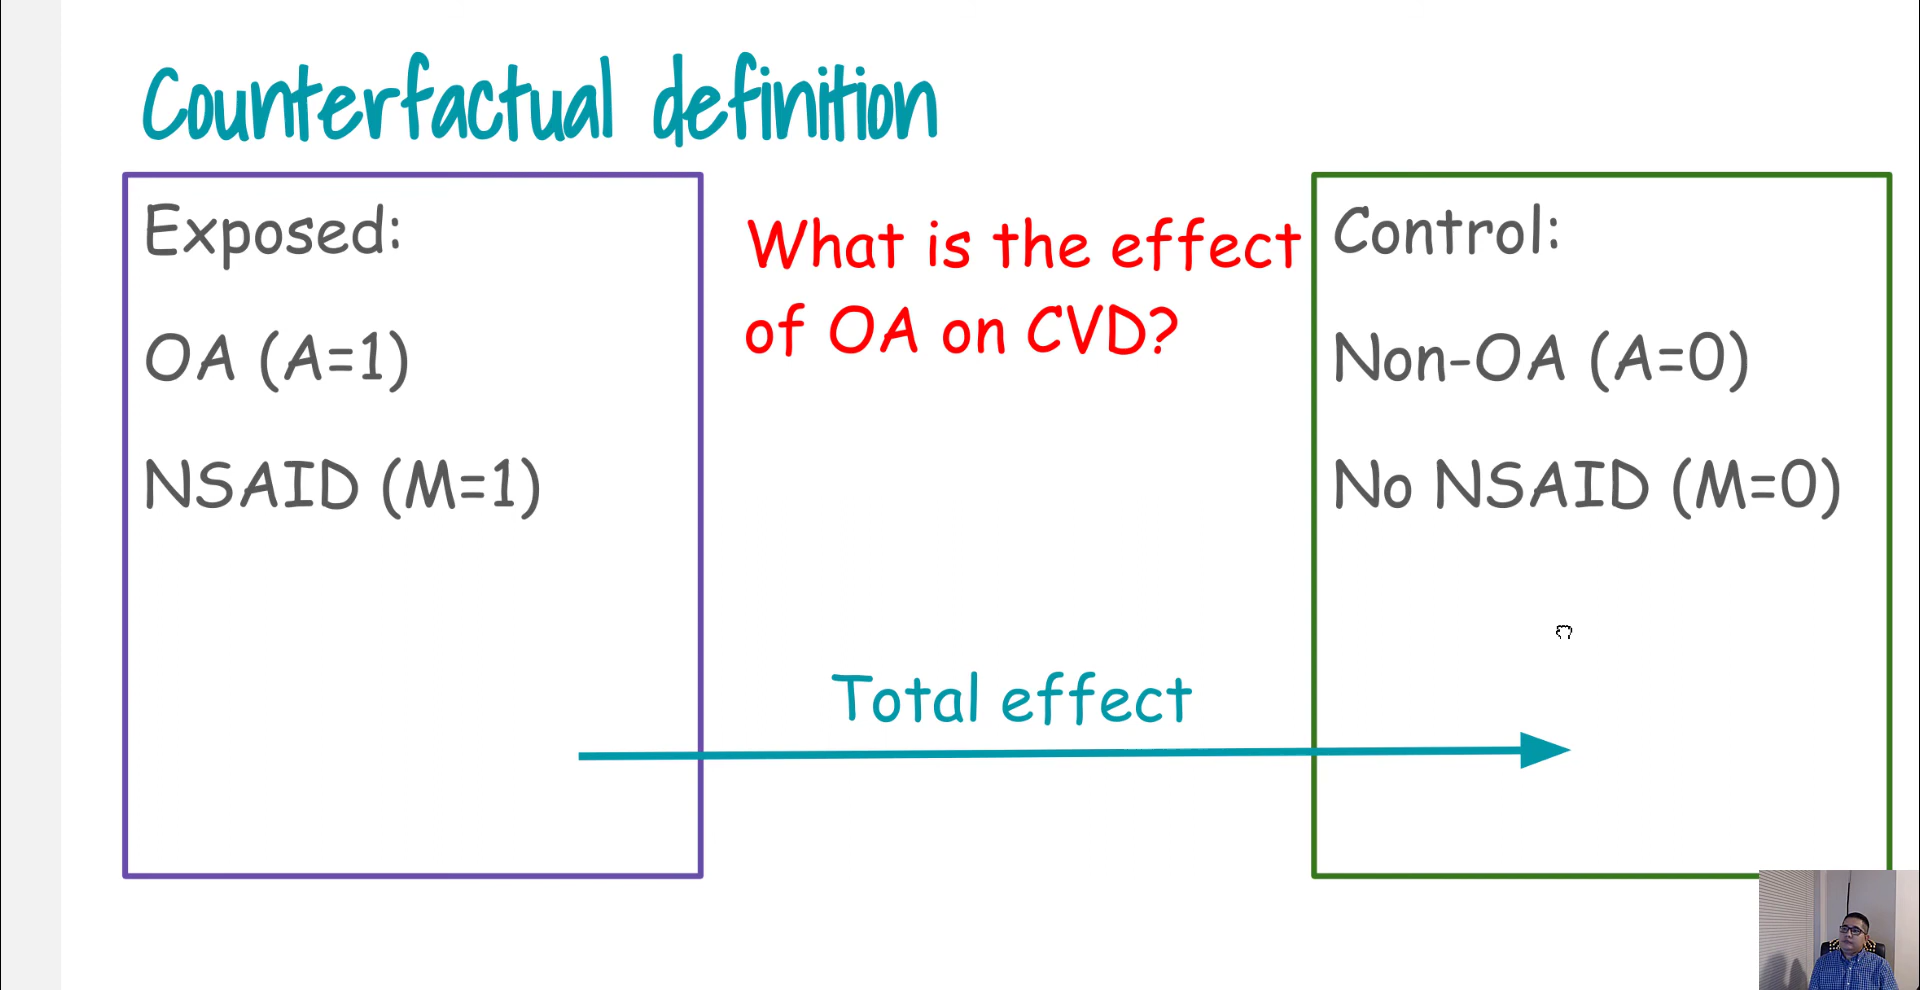 Counterfactual definition
Exposed:
OA (A=1)
NSAID (M=1)
What is the effect
of OA on CVD?
Total effect
Control:
Non-OA (A=0)
No NSAID (M=0)